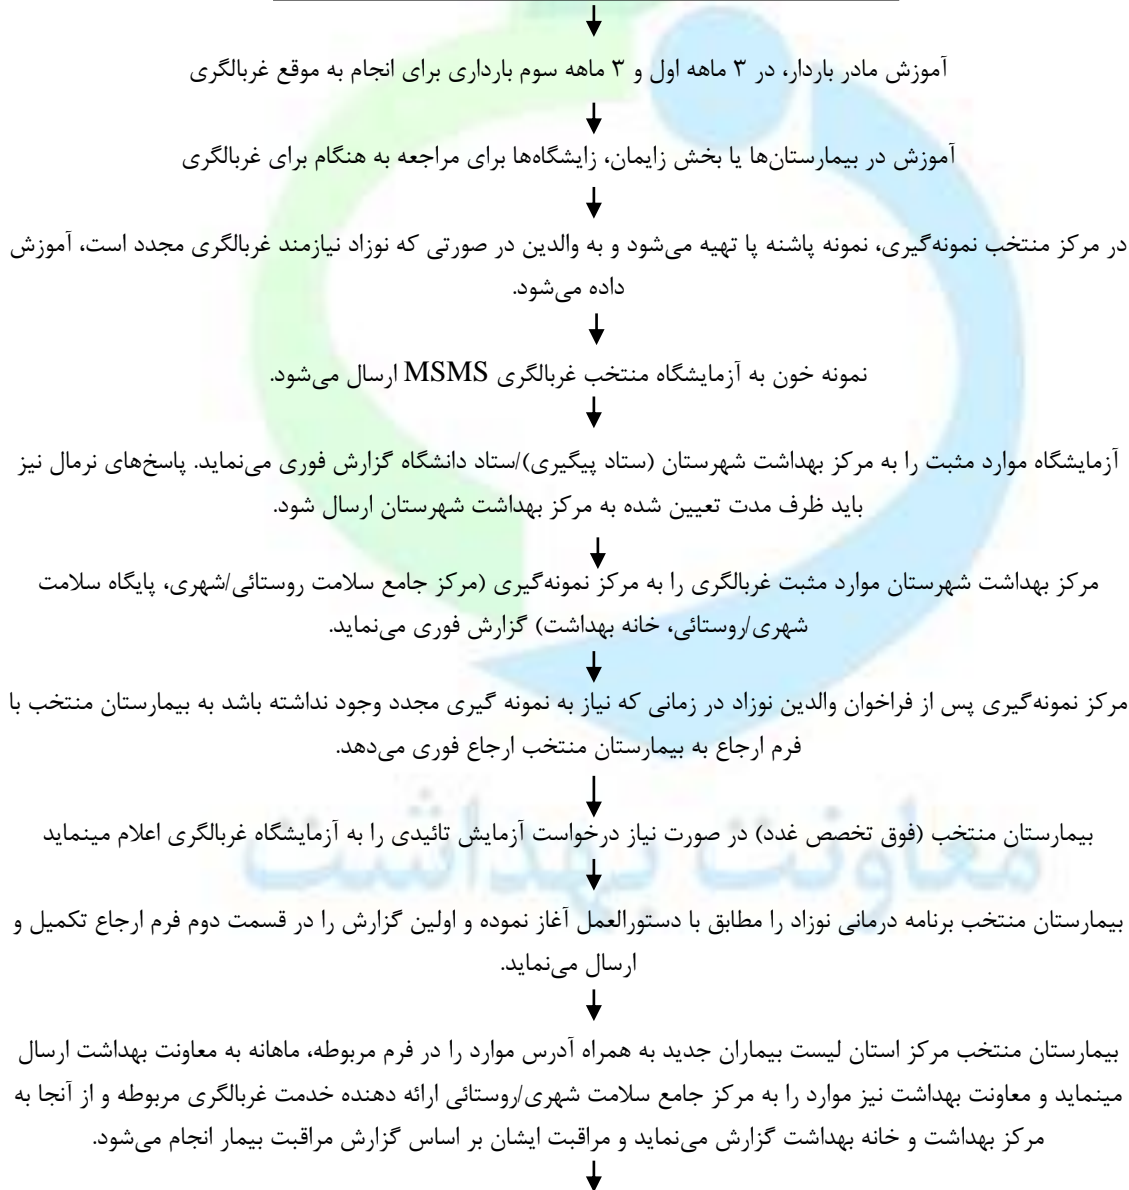 آموزش مادر باردار، در ۳ ماهه اول و ۳ ماهه سوم بارداری برای انجام به موقع غربالگری
آموزش در بیمارستان‌ها یا بخش زایمان، زایشگاه‌ها برای مراجعه به هنگام برای غربالگری
در مرکز منتخب نمونه‌گیری، نمونه پاشنه پا تهیه می‌شود و به والدین در صورتی که نوزاد نیازمند غربالگری مجدد است، آموزش
داده می‌شود.
نمونه خون به آزمایشگاه منتخب غربالگری MSMS ارسال می‌شود.
آزمایشگاه موارد مثبت را به مرکز بهداشت شهرستان (ستاد پیگیری)/ستاد دانشگاه گزارش فوری می‌نماید. پاسخ‌های نرمال نیز
باید ظرف مدت تعیین شده به مرکز بهداشت شهرستان ارسال شود.
مرکز بهداشت شهرستان موارد مثبت غربالگری را به مرکز نمونه‌گیری (مرکز جامع سلامت روستائی/شهری، پایگاه سلامت
شهری/روستائی، خانه بهداشت) گزارش فوری می‌نماید.
مرکز نمونه‌گیری پس از فراخوان والدین نوزاد در زمانی که نیاز به نمونه گیری مجدد وجود نداشته باشد به بیمارستان منتخب با
فرم ارجاع به بیمارستان منتخب ارجاع فوری می‌دهد.
بیمارستان منتخب (فوق تخصص غدد) در صورت نیاز درخواست آزمایش تائیدی را به آزمایشگاه غربالگری اعلام مینماید
معاونت بهداشت
بیمارستان منتخب برنامه درمانی نوزاد را مطابق با دستورالعمل آغاز نموده و اولین گزارش را در قسمت دوم فرم ارجاع تکمیل و
ارسال می‌نماید.
بیمارستان منتخب مرکز استان لیست بیماران جدید به همراه آدرس موارد را در فرم مربوطه، ماهانه به معاونت بهداشت ارسال
مینماید و معاونت بهداشت نیز موارد را به مرکز جامع سلامت شهری/روستائی ارائه دهنده خدمت غربالگری مربوطه و از آنجا به
مرکز بهداشت و خانه بهداشت گزارش می‌نماید و مراقبت ایشان بر اساس گزارش مراقبت بیمار انجام می‌شود.